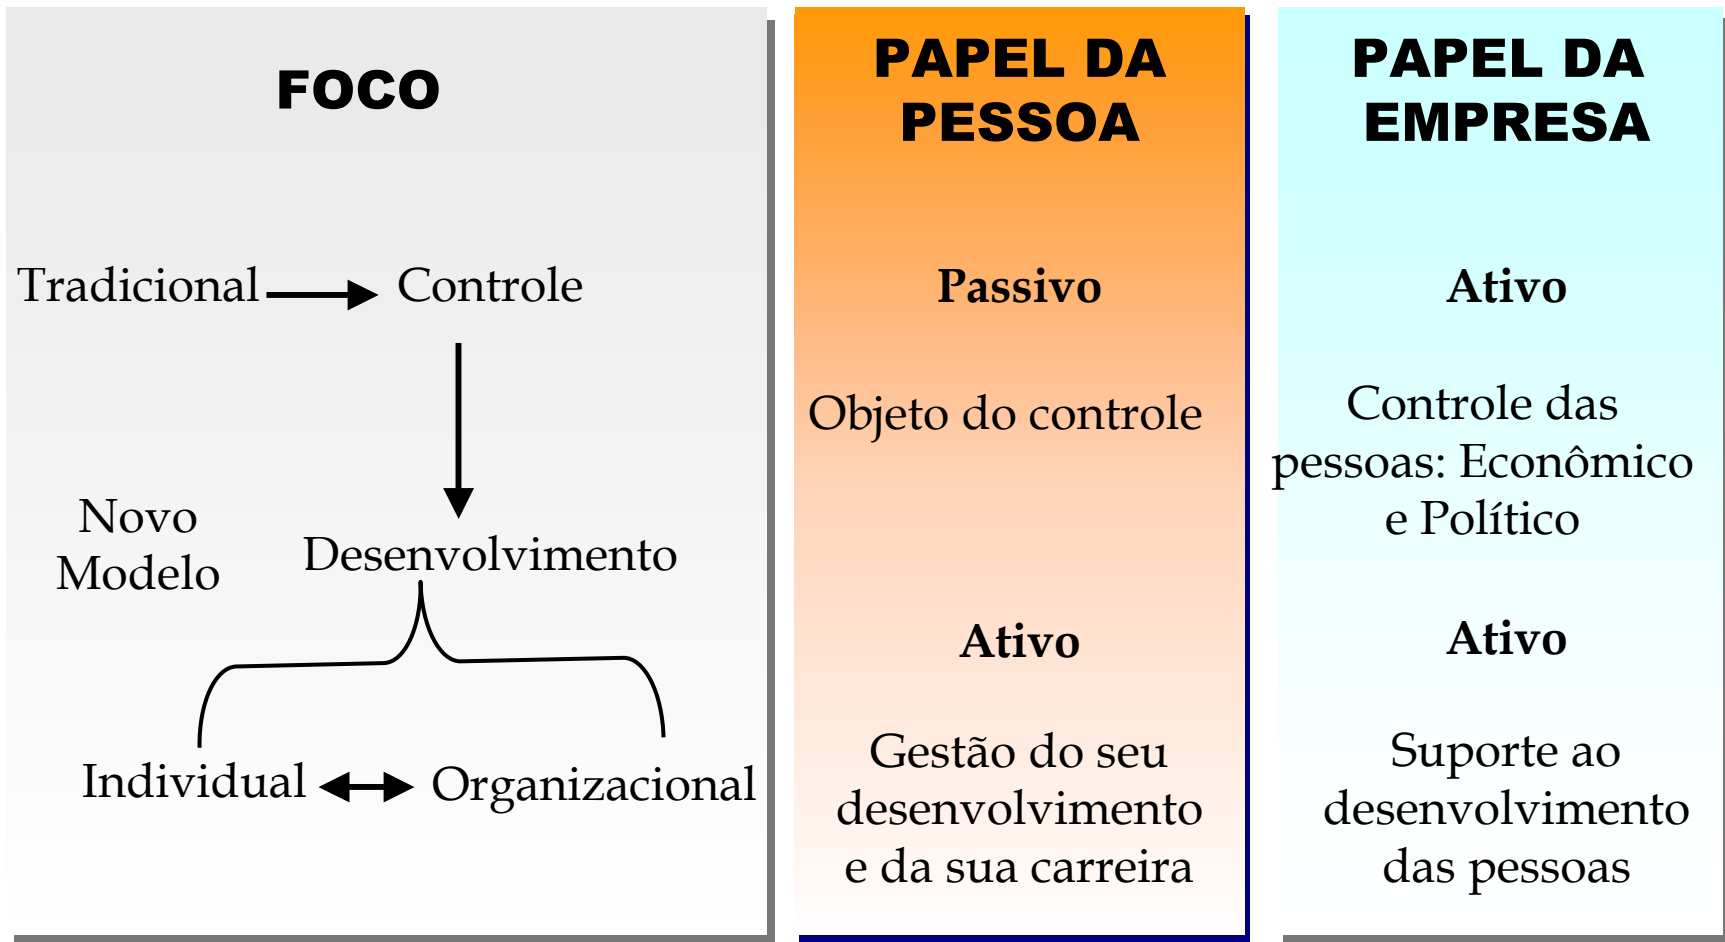 FOCO
Tradicional
Controle
Novo
Modelo
Desenvolvimento
Individual
Organizacional
PAPEL DA
PESSOA
Passivo
Objeto do controle
Ativo
Gestão do seu
desenvolvimento
e da sua carreira
PAPEL DA
EMPRESA
Ativo
Controle das
pessoas: Econômico
e Político
Ativo
Suporte ao
desenvolvimento
das pessoas